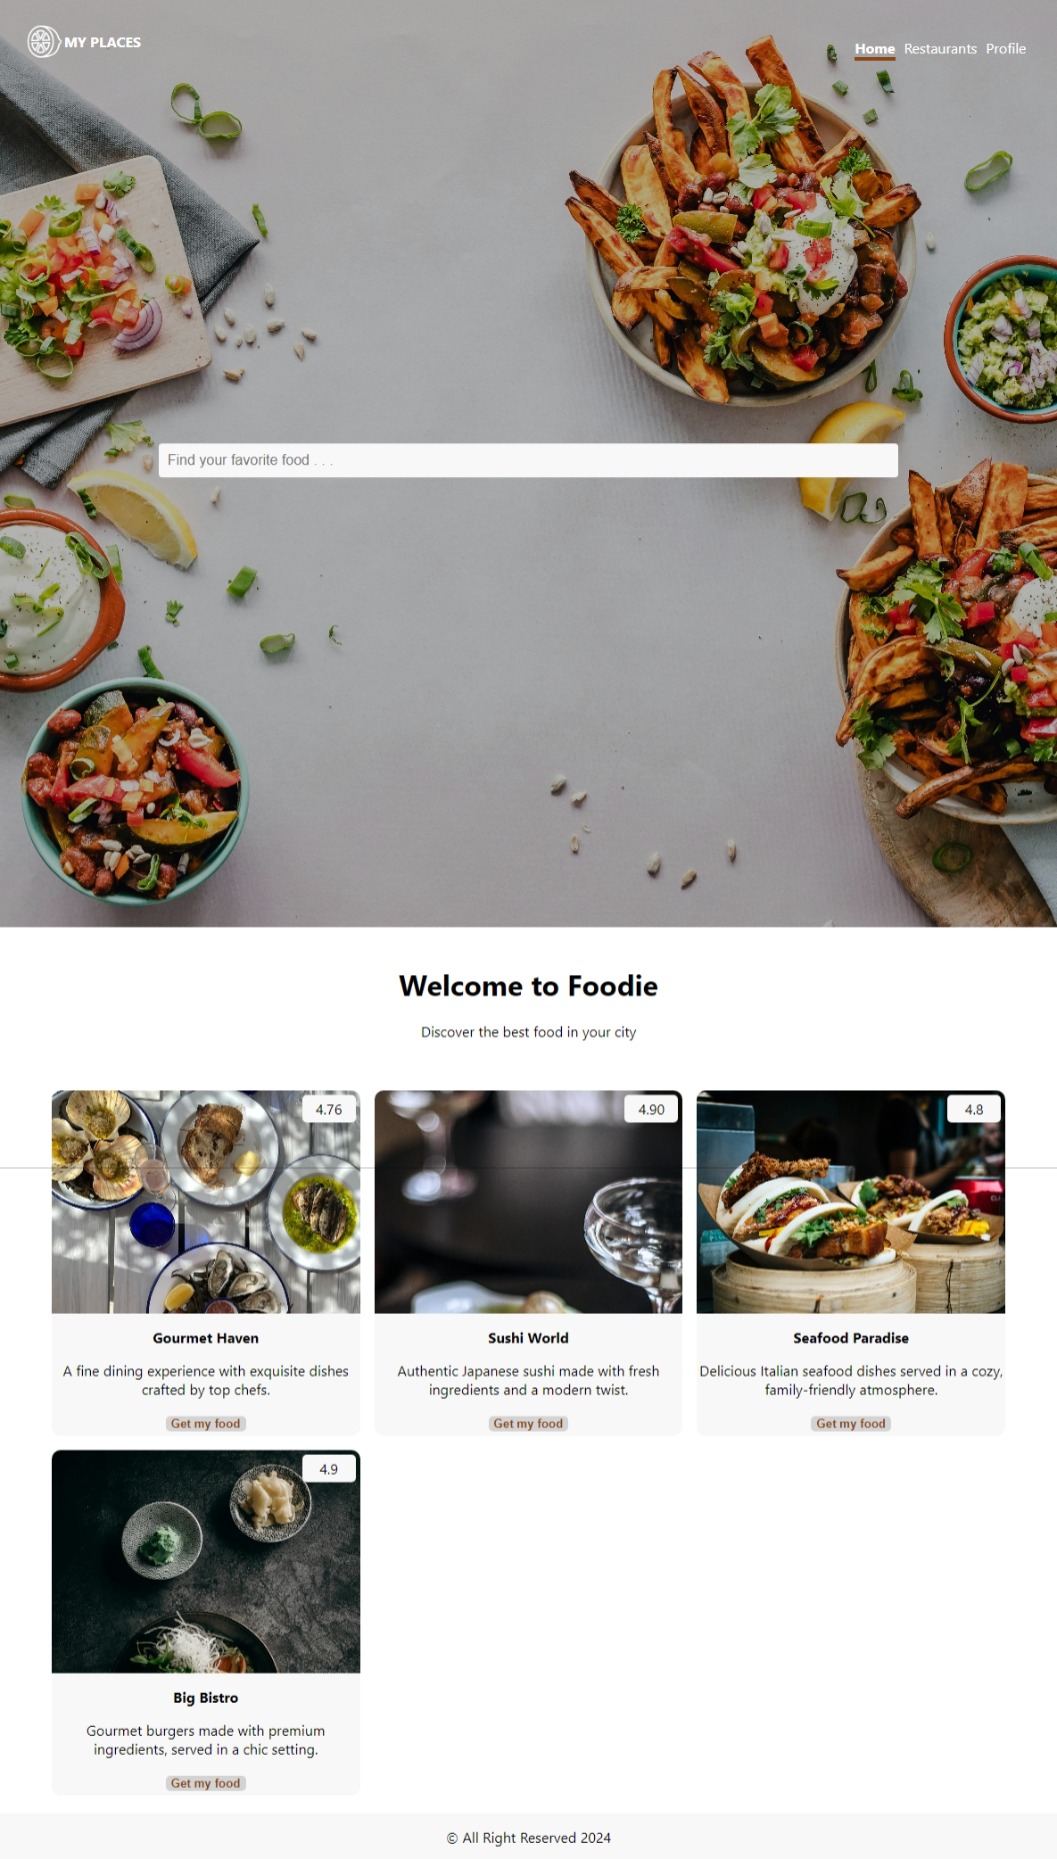 MY PLACES
Home Restaurants Profile
Find your favorite food . . .
Welcome to Foodie
Discover the best food in your city
4.76
Gourmet Haven
A fine dining experience with exquisite dishes
crafted by top chefs.
Get my food
4.90
Sushi World
Authentic Japanese sushi made with fresh
ingredients and a modern twist.
Get my food
4.8
Seafood Paradise
Delicious Italian seafood dishes served in a cozy,
family-friendly atmosphere.
Get my food
4.9
Big Bistro
Gourmet burgers made with premium
ingredients, served in a chic setting.
Get my food
© All Right Reserved 2024